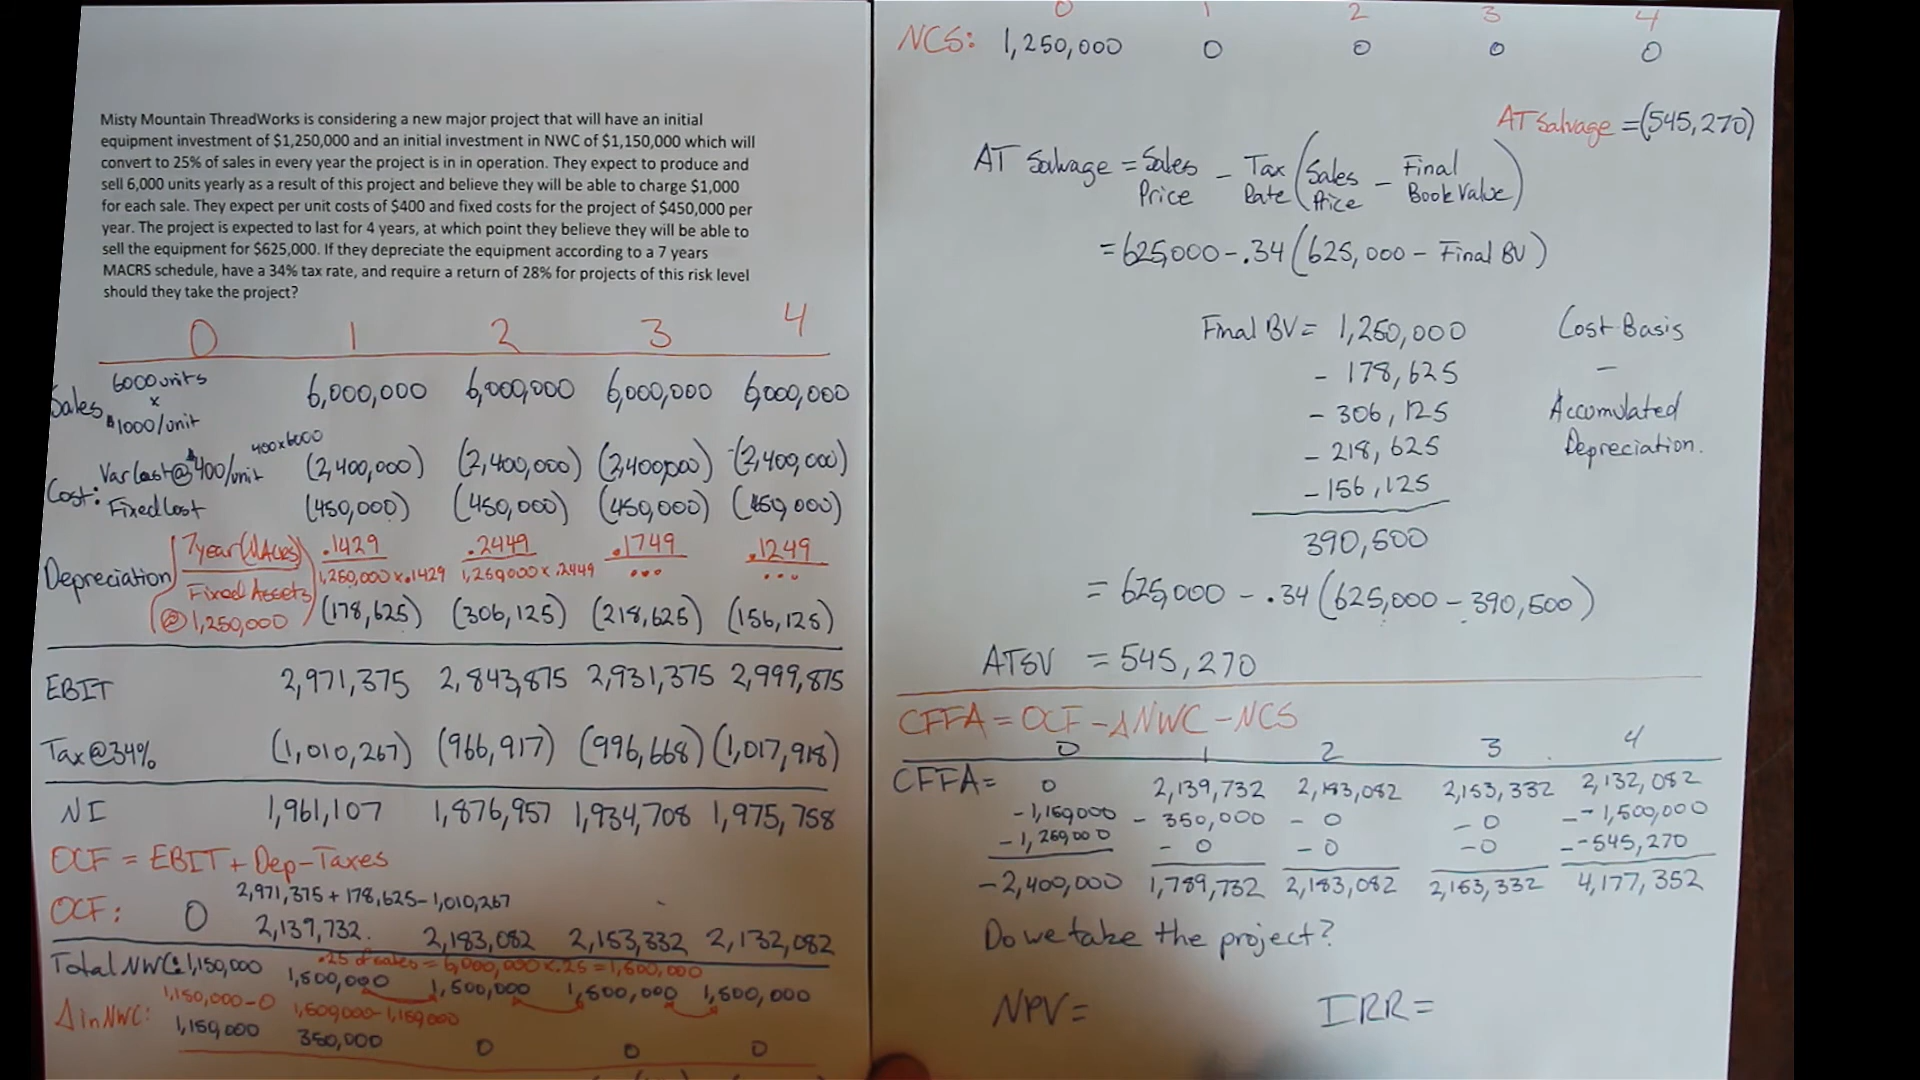 Misty Mountain ThreadWorks is considering a new major project that will have an initial
equipment investment of $1,250,000 and an initial investment in NWC of $1,150,000 which will
convert to 25% of sales in every year the project is in in operation. They expect to produce and
sell 6,000 units yearly as a result of this project and believe they will be able to charge $1,000
for each sale. They expect per unit costs of $400 and fixed costs for the project of $450,000 per
year. The project is expected to last for 4 years, at which point they believe they will be able to
sell the equipment for $625,000. If they depreciate the equipment according to a 7 years
MACRS schedule, have a 34% tax rate, and require a return of 28% for projects of this risk level
should they take the project?
0 1 2 3 4
Sales 6000 units x $1000/unit 6,000,000 6,000,000 6,000,000 6,000,000
400x6000
Cost: Var Cost@$400/unit (2,400,000) (2,400,000) (2,400,000) (2,400,000)
Fixed Cost (450,000) (450,000) (450,000) (450,000)
7 year (MACRS) .1429 .2449 .1749 .1249
Depreciation Fixed Assets 1,250,000x.1429 1,250,000x.2449 ... ...
@1,250,000 (178,625) (306,125) (218,625) (156,125)
EBIT 2,971,375 2,843,875 2,931,375 2,999,875
Tax@34% (1,010,267) (966,917) (996,668) (1,017,918)
NI 1,961,107 1,876,957 1,934,708 1,975,758
OCF = EBIT + Dep - Taxes
2,971,375 + 178,625 - 1,010,267
OCF: 0 2,139,732 2,183,082 2,153,332 2,132,082
.25 of sales = 6,000,000x.25 = 1,500,000
Total NWC: 1,150,000 1,500,000 1,500,000 1,500,000 1,500,000
1,150,000-0 1,500,000-1,150,000
Δ in NWC: 1,150,000 350,000 0 0 0
0 1 2 3 4
NCS: 1,250,000 0 0 0 0
AT Salvage = (545,270)
AT Salvage = Sales Price - Tax Rate (Sales Price - Final Book Value)
= 625,000 - .34 (625,000 - Final BV)
Final BV = 1,250,000 Cost Basis
- 178,625 -
- 306,125 Accumulated
- 218,625 Depreciation.
- 156,125
390,500
= 625,000 - .34 (625,000 - 390,500)
ATSV = 545,270
CFFA = OCF - ΔNWC - NCS
0 1 2 3 4
CFFA = 0 2,139,732 2,183,082 2,153,332 2,132,082
-1,150,000 - 350,000 - 0 - 0 - -1,500,000
-1,250,000 - 0 - 0 - 0 - -545,270
-2,400,000 1,789,732 2,183,082 2,153,332 4,177,352
Do we take the project?
NPV = IRR =